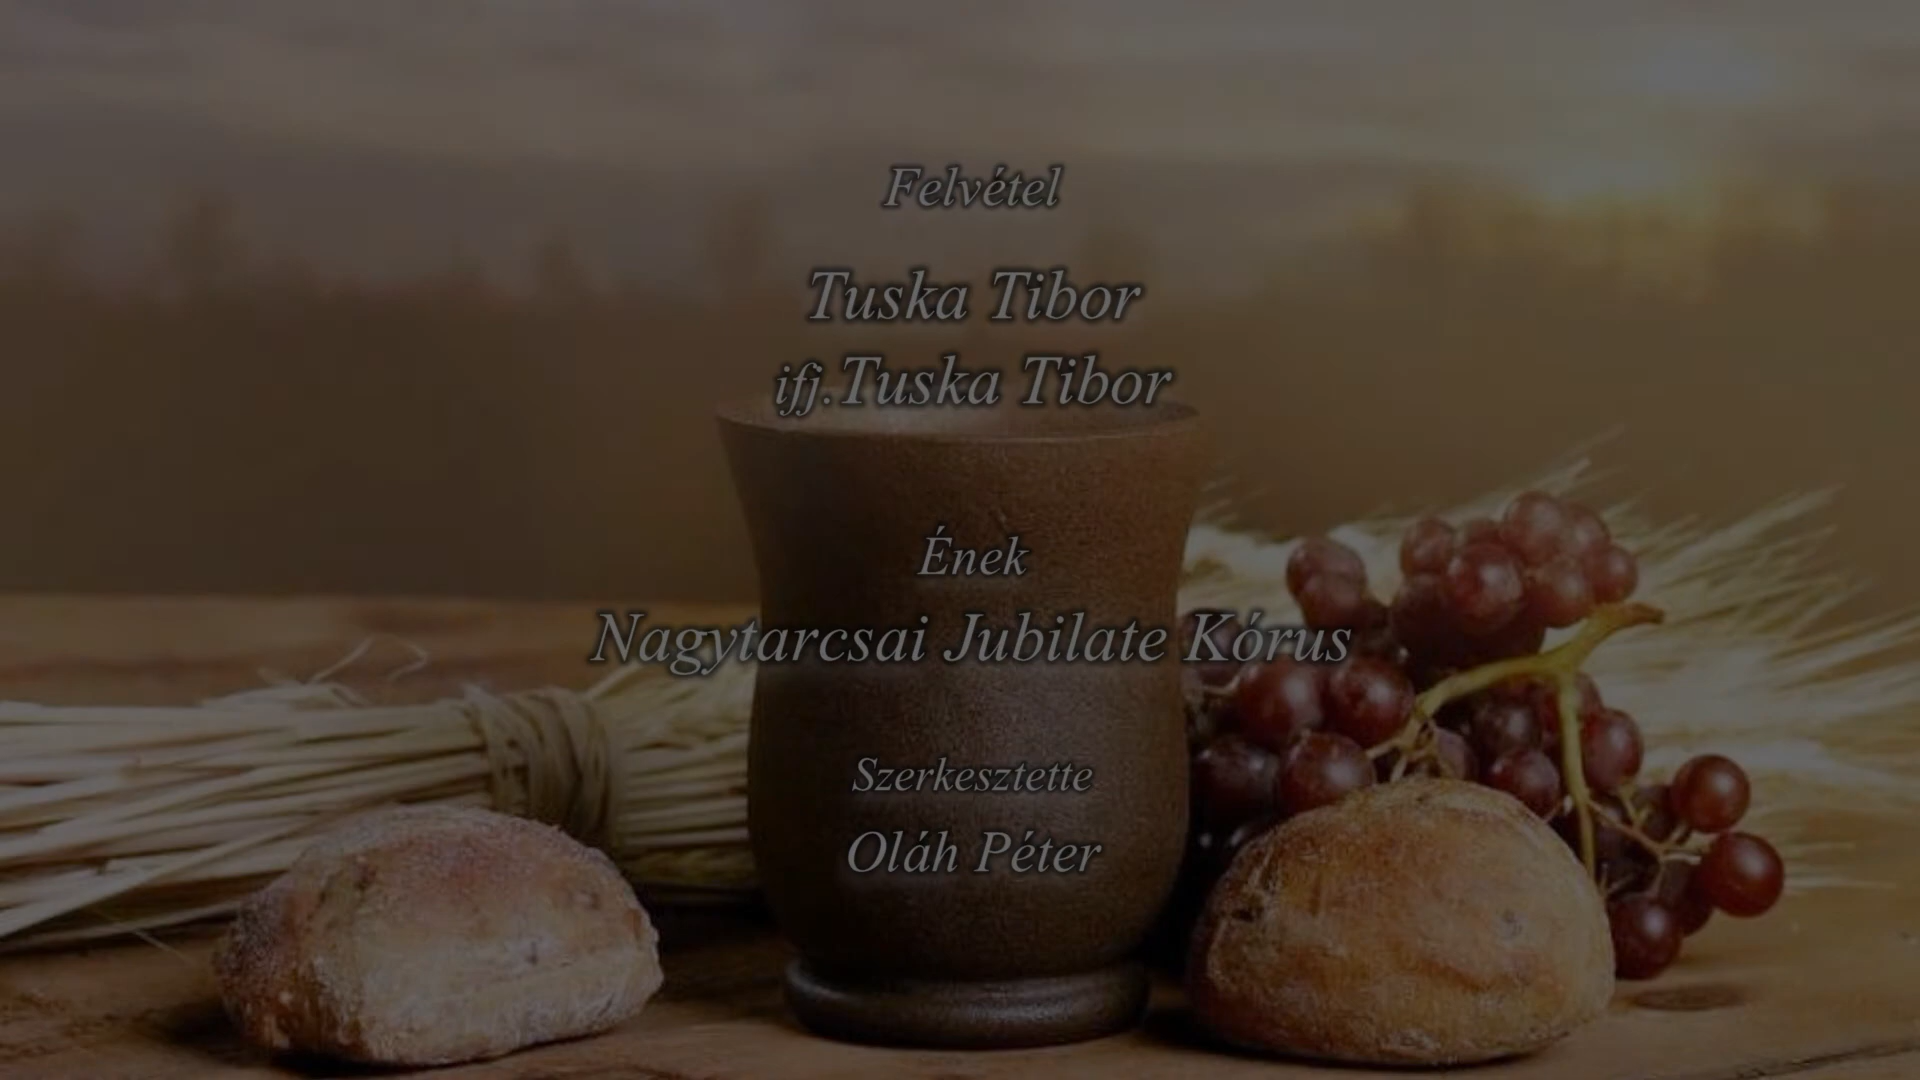 Felvétel
Tuska Tibor
ifj.Tuska Tibor
Ének
Nagytarcsai Jubilate Kórus
Szerkesztette
Oláh Péter